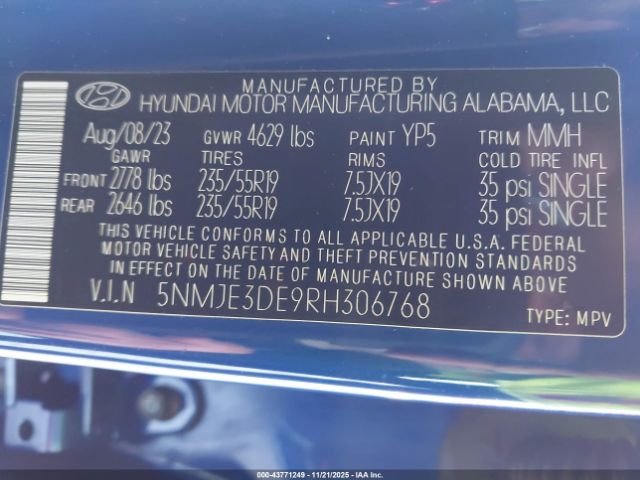 MANUFACTURED BY
HYUNDAI MOTOR MANUFACTURING ALABAMA, LLC
Aug/08/23 GVWR 4629 lbs PAINT YP5 TRIM MMH
GAWR TIRES RIMS COLD TIRE INFL
FRONT 2778 lbs 235/55R19 7.5JX19 35 psi SINGLE
REAR 2646 lbs 235/55R19 7.5JX19 35 psi SINGLE
THIS VEHICLE CONFORMS TO ALL APPLICABLE U.S.A. FEDERAL
MOTOR VEHICLE SAFETY AND THEFT PREVENTION STANDARDS
IN EFFECT ON THE DATE OF MANUFACTURE SHOWN ABOVE
V.I.N 5NMJE3DE9RH306768
TYPE: MPV
000-43771249 - 11/21/2025 - IAA Inc.